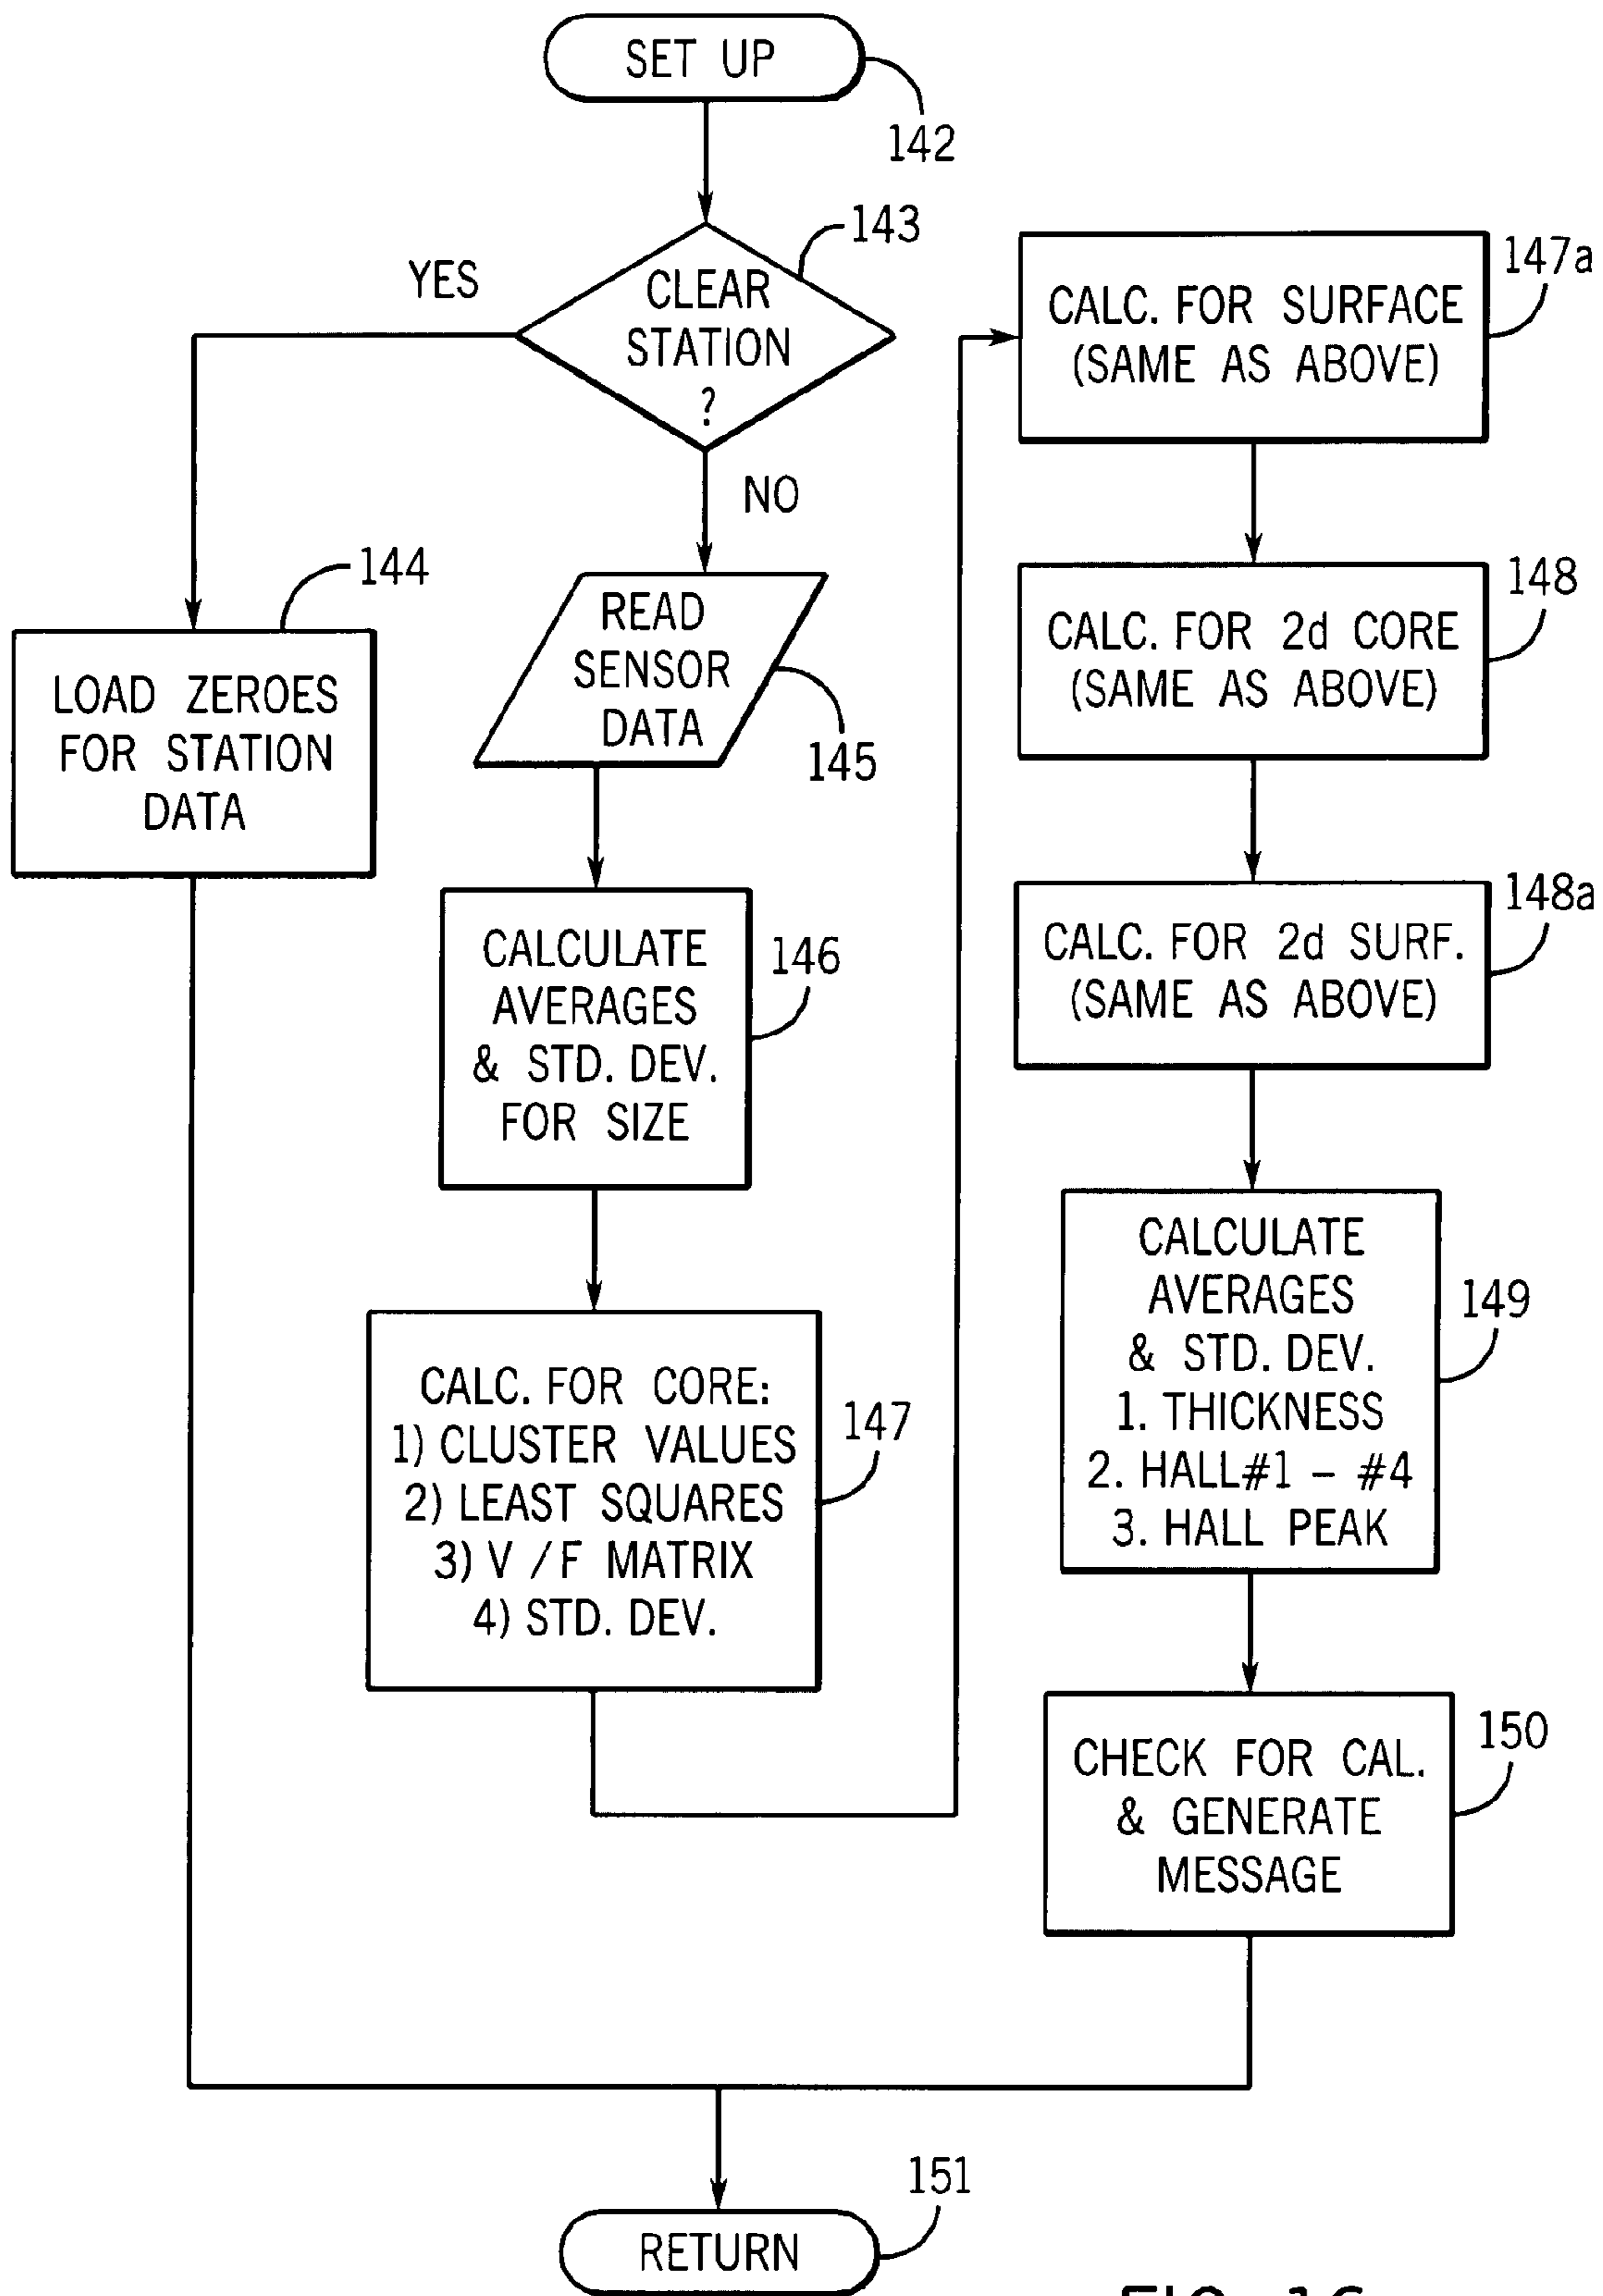 SET UP
142
143
YES
CLEAR
STATION
?
NO
144
LOAD ZEROES
FOR STATION
DATA
READ
SENSOR
DATA
145
CALCULATE
AVERAGES
& STD. DEV.
FOR SIZE
146
CALC. FOR CORE:
1) CLUSTER VALUES
2) LEAST SQUARES
3) V / F MATRIX
4) STD. DEV.
147
147a
CALC. FOR SURFACE
(SAME AS ABOVE)
148
CALC. FOR 2d CORE
(SAME AS ABOVE)
148a
CALC. FOR 2d SURF.
(SAME AS ABOVE)
CALCULATE
AVERAGES
& STD. DEV.
1. THICKNESS
2. HALL#1 – #4
3. HALL PEAK
149
150
CHECK FOR CAL.
& GENERATE
MESSAGE
151
RETURN